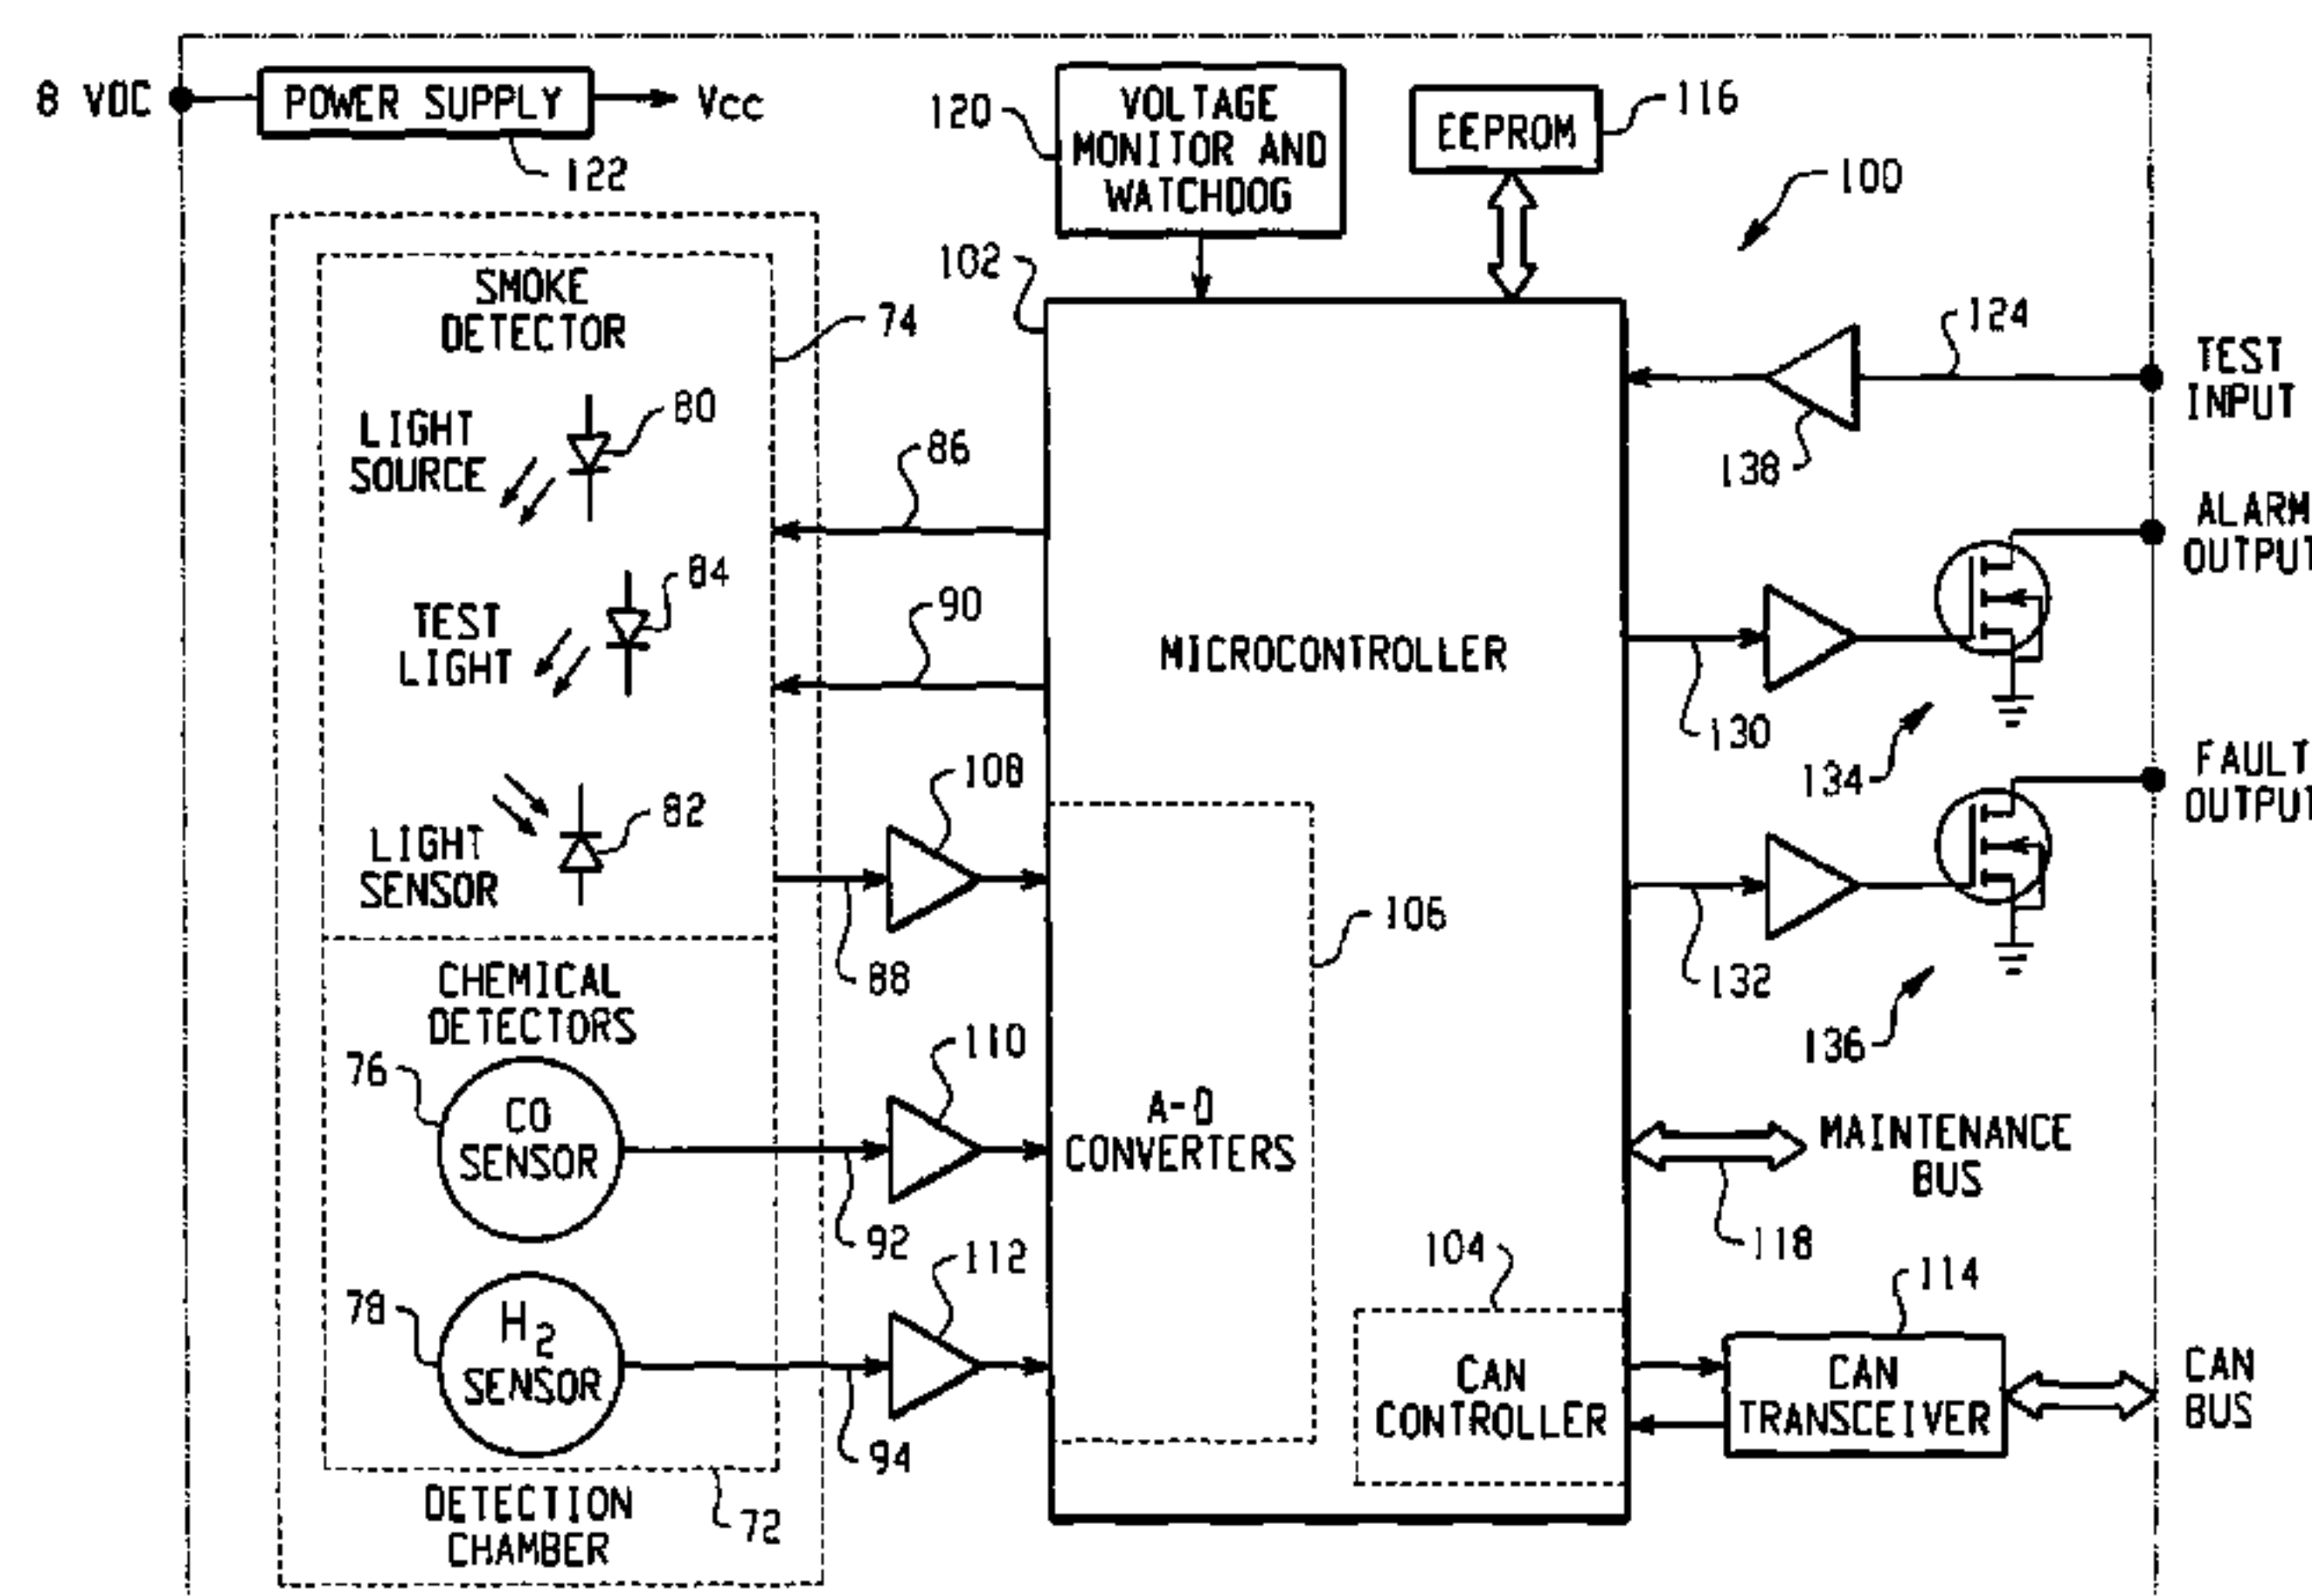 8 VDC
POWER SUPPLY
Vcc
122
120
VOLTAGE
MONITOR AND
WATCHDOG
EEPROM
116
100
SMOKE
DETECTOR
74
102
LIGHT
SOURCE
80
86
TEST
LIGHT
84
90
LIGHT
SENSOR
82
108
88
MICROCONTROLLER
124
TEST
INPUT
138
ALARM
OUTPUT
130
134
FAULT
OUTPUT
132
136
106
CHEMICAL
DETECTORS
76
CO
SENSOR
110
92
A-D
CONVERTERS
MAINTENANCE
BUS
118
78
H2
SENSOR
112
94
104
CAN
CONTROLLER
114
CAN
TRANSCEIVER
CAN
BUS
DETECTION
CHAMBER
72